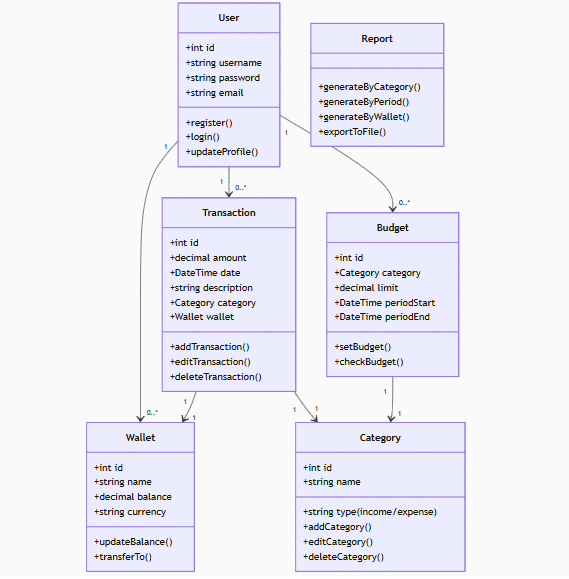 User
+int id
+string username
+string password
+string email
+register()
+login()
+updateProfile()
Report
+generateByCategory()
+generateByPeriod()
+generateByWallet()
+exportToFile()
1
1
1
0..*
0..*
Transaction
+int id
+decimal amount
+DateTime date
+string description
+Category category
+Wallet wallet
+addTransaction()
+editTransaction()
+deleteTransaction()
Budget
+int id
+Category category
+decimal limit
+DateTime periodStart
+DateTime periodEnd
+setBudget()
+checkBudget()
1
1
1
1
0..*
1
1
Wallet
+int id
+string name
+decimal balance
+string currency
+updateBalance()
+transferTo()
Category
+int id
+string name
+string type(income/expense)
+addCategory()
+editCategory()
+deleteCategory()